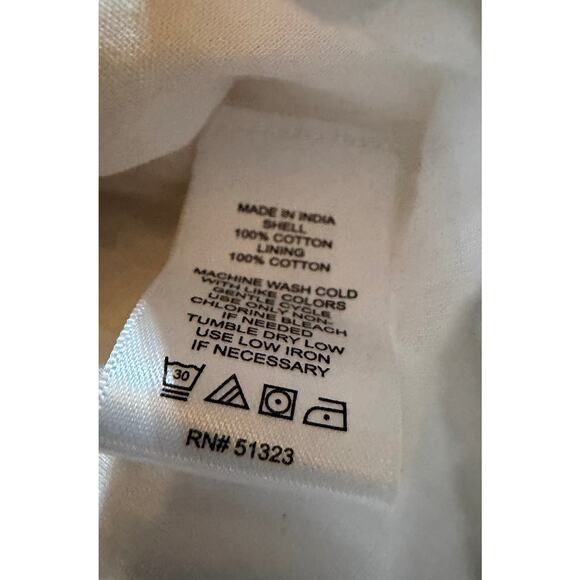 MADE IN INDIA
SHELL
100% COTTON
LINING
100% COTTON
MACHINE WASH COLD
WITH LIKE COLORS
GENTLE CYCLE
USE ONLY NON-
CHLORINE BLEACH
IF NEEDED
TUMBLE DRY LOW
USE LOW IRON
IF NECESSARY
30
RN# 51323